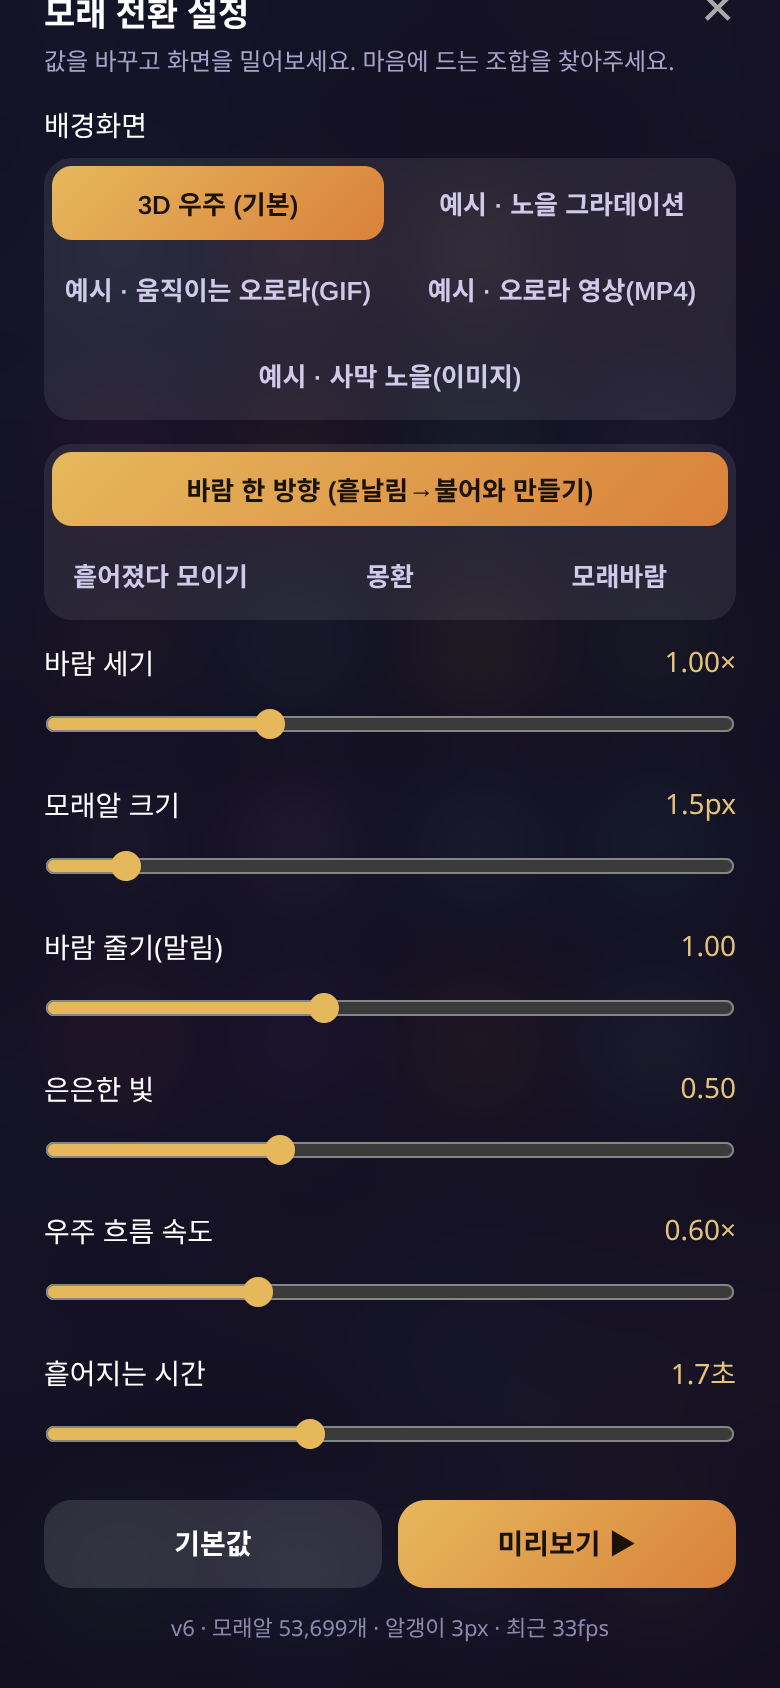 모래 전환 설정
값을 바꾸고 화면을 밀어보세요. 마음에 드는 조합을 찾아주세요.
배경화면
3D 우주 (기본)
예시 · 노을 그라데이션
예시 · 움직이는 오로라(GIF)
예시 · 오로라 영상(MP4)
예시 · 사막 노을(이미지)
바람 한 방향 (흩날림→불어와 만들기)
흩어졌다 모이기
몽환
모래바람
바람 세기 1.00×
모래알 크기 1.5px
바람 줄기(말림) 1.00
은은한 빛 0.50
우주 흐름 속도 0.60×
흩어지는 시간 1.7초
기본값
미리보기 ▶
v6 · 모래알 53,699개 · 알갱이 3px · 최근 33fps